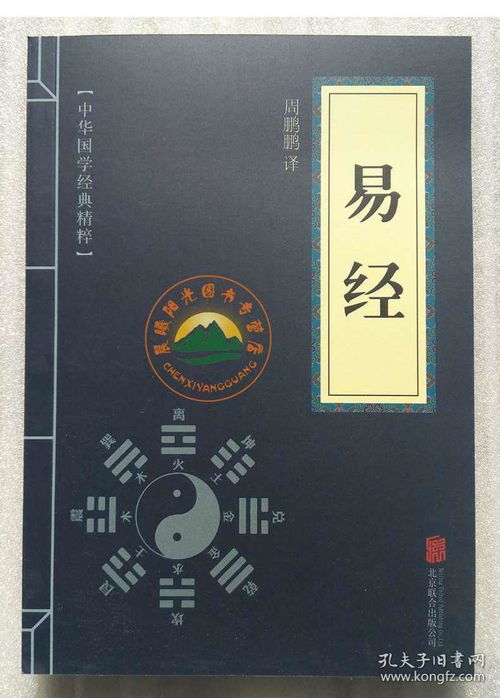 易经
周鹏鹏 译
【中华国学经典精粹】
晨曦阳光图书专营店
CHENXIYANGGUANG
离
火
巽
木
坤
土
震
木
兑
金
艮
土
乾
金
水
坎
北京联合出版公司
孔夫子旧书网
www.kongfz.com